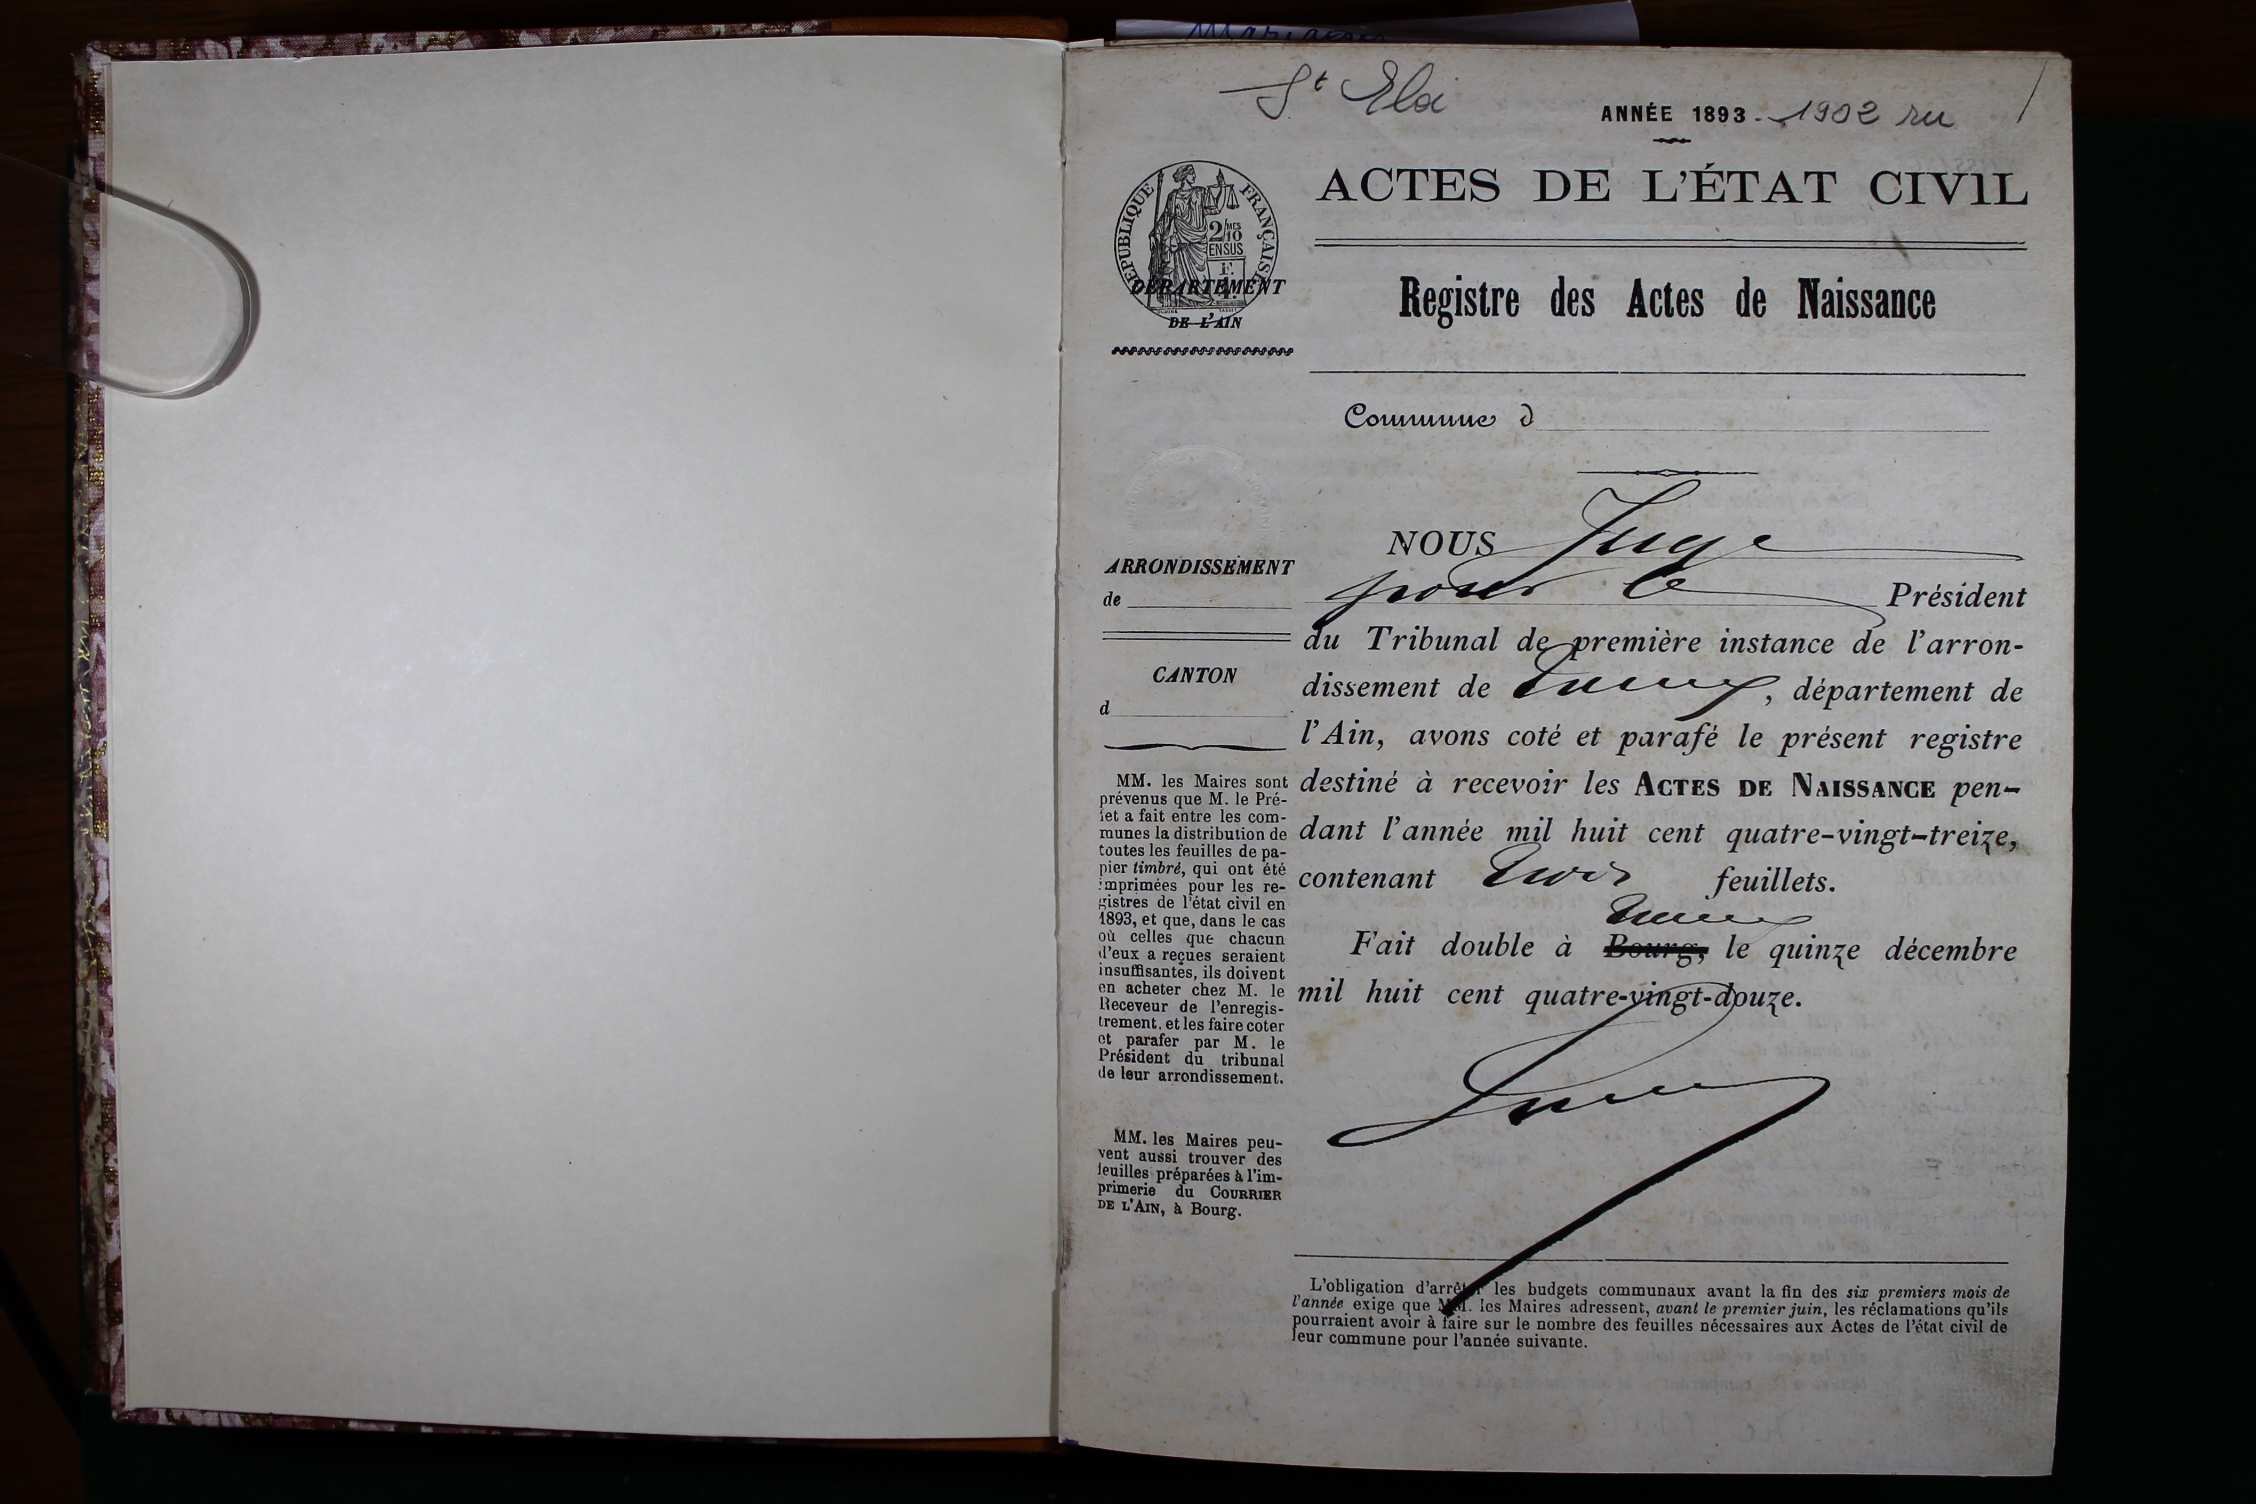 St Eloi
ANNÉE 1893 - 1902 ru
ACTES DE L'ÉTAT CIVIL
RÉPUBLIQUE FRANÇAISE
2/10 MES
EN SUS
DÉPARTEMENT
DE L'AIN
Registre des Actes de Naissance
Commune d
ARRONDISSEMENT
de
CANTON
d
MM. les Maires sont
prévenus que M. le Pré-
fet a fait entre les com-
munes la distribution de
toutes les feuilles de pa-
pier timbré, qui ont été
imprimées pour les re-
gistres de l'état civil en
1893, et que, dans le cas
où celles que chacun
d'eux a reçues seraient
insuffisantes, ils doivent
en acheter chez M. le
Receveur de l'enregis-
trement, et les faire coter
et parafer par M. le
Président du tribunal
de leur arrondissement.
MM. les Maires peu-
vent aussi trouver des
feuilles préparées à l'im-
primerie du COURRIER
DE L'AIN, à Bourg.
NOUS Juge
pour le Président
du Tribunal de première instance de l'arron-
dissement de Trévoux, département de
l'Ain, avons coté et parafé le présent registre
destiné à recevoir les ACTES DE NAISSANCE pen-
dant l'année mil huit cent quatre-vingt-treize,
contenant trois feuillets.
Trévoux
Fait double à Bourg, le quinze décembre
mil huit cent quatre-vingt-douze.
L'obligation d'arrêter les budgets communaux avant la fin des six premiers mois de
l'année exige que MM. les Maires adressent, avant le premier juin, les réclamations qu'ils
pourraient avoir à faire sur le nombre des feuilles nécessaires aux Actes de l'état civil de
leur commune pour l'année suivante.